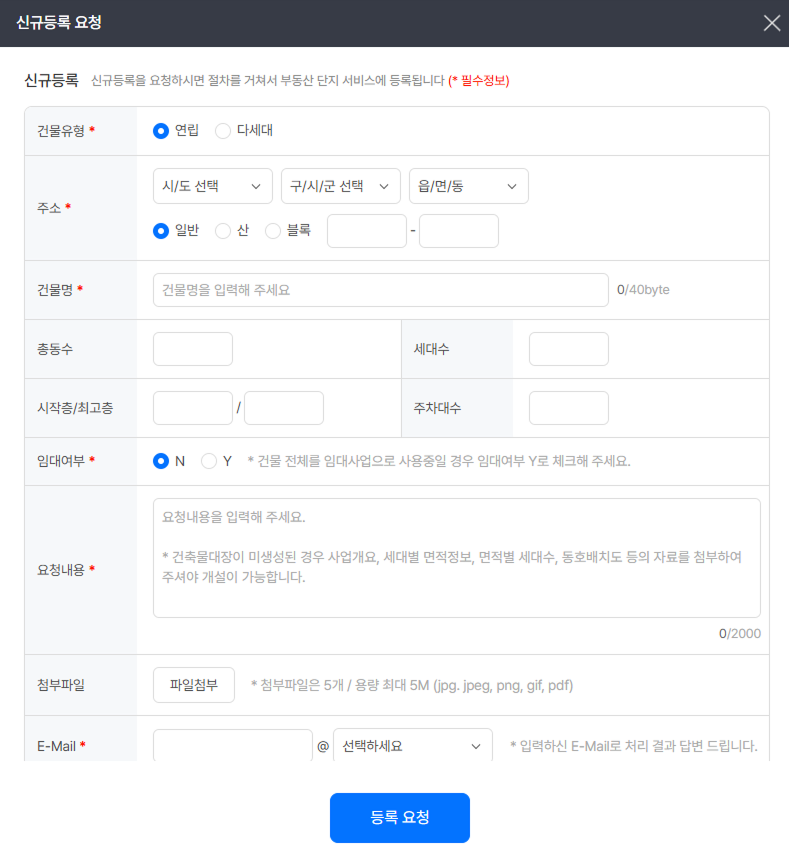 신규등록 요청
신규등록 신규등록을 요청하시면 절차를 거쳐서 부동산 단지 서비스에 등록됩니다 (* 필수정보)
건물유형 * 연립 다세대
주소 * 시/도 선택 구/시/군 선택 읍/면/동
일반 산 블록 -
건물명 * 건물명을 입력해 주세요 0/40byte
총동수 세대수
시작층/최고층 / 주차대수
임대여부 * N Y * 건물 전체를 임대사업으로 사용중일 경우 임대여부 Y로 체크해 주세요.
요청내용 * 요청내용을 입력해 주세요.
* 건축물대장이 미생성된 경우 사업개요, 세대별 면적정보, 면적별 세대수, 동호배치도 등의 자료를 첨부하여
주셔야 개설이 가능합니다.
0/2000
첨부파일 파일첨부 * 첨부파일은 5개 / 용량 최대 5M (jpg. jpeg, png, gif, pdf)
E-Mail * @ 선택하세요 * 입력하신 E-Mail로 처리 결과 답변 드립니다.
등록 요청